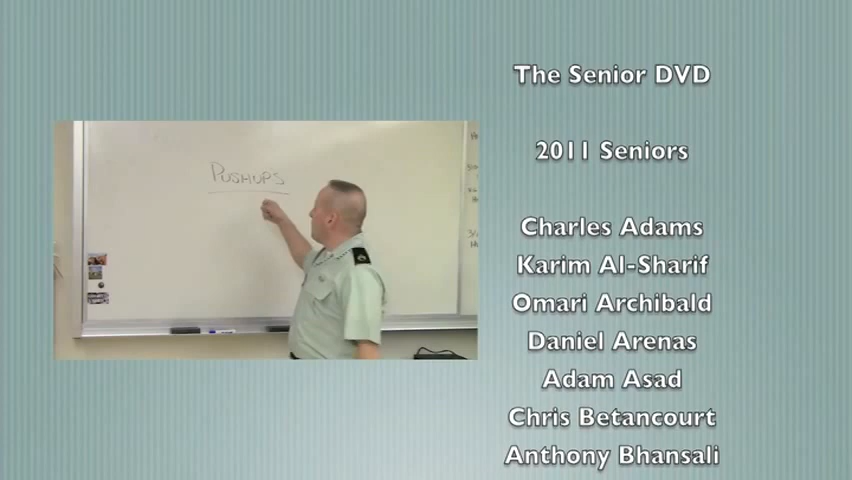 The Senior DVD
2011 Seniors
Charles Adams
Karim Al-Sharif
Omari Archibald
Daniel Arenas
Adam Asad
Chris Betancourt
Anthony Bhansali
PUSHUPS